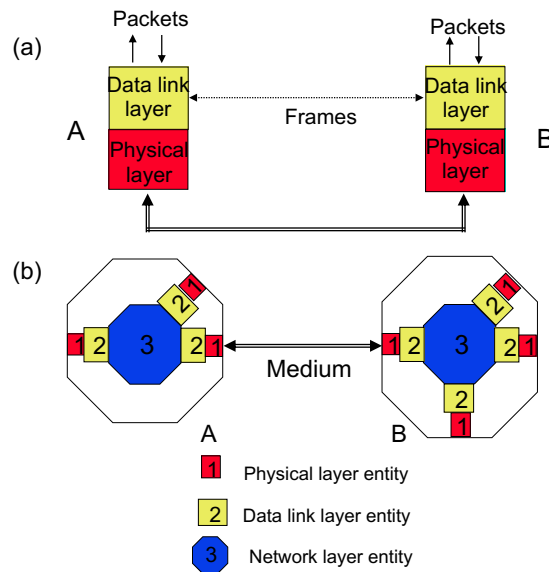 Packets
Packets
(a)
Data link
layer
Data link
layer
A
Frames
B
Physical
layer
Physical
layer
(b)
1
2
1
2
1
2
3
2
1
1
2
3
2
1
Medium
2
1
A
B
1
Physical layer entity
2
Data link layer entity
3
Network layer entity